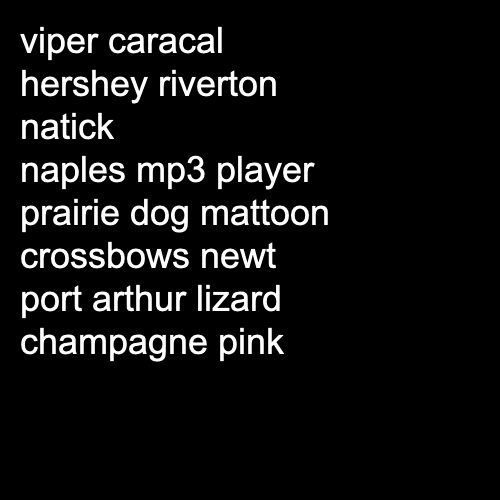 viper caracal
hershey riverton
natick
naples mp3 player
prairie dog mattoon
crossbows newt
port arthur lizard
champagne pink